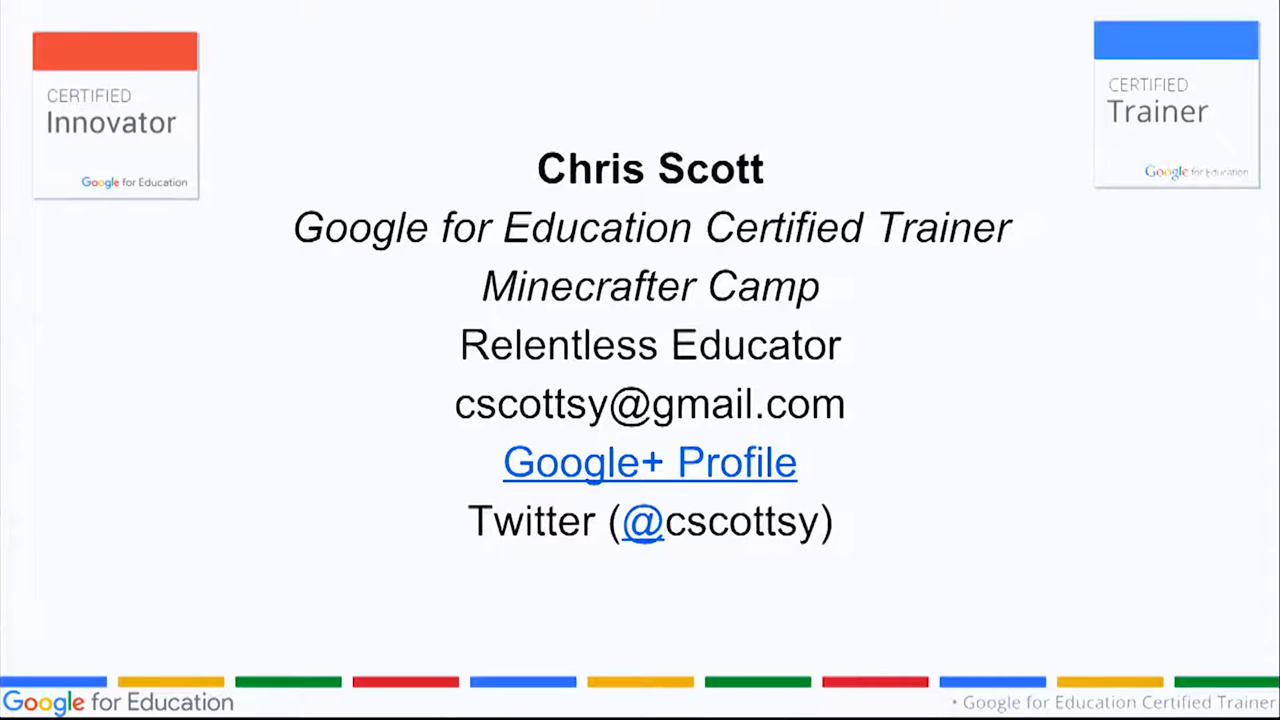 CERTIFIED
Innovator
Google for Education
CERTIFIED
Trainer
Google for Education
Chris Scott
Google for Education Certified Trainer
Minecrafter Camp
Relentless Educator
cscottsy@gmail.com
Google+ Profile
Twitter (@cscottsy)
Google for Education
• Google for Education Certified Trainer